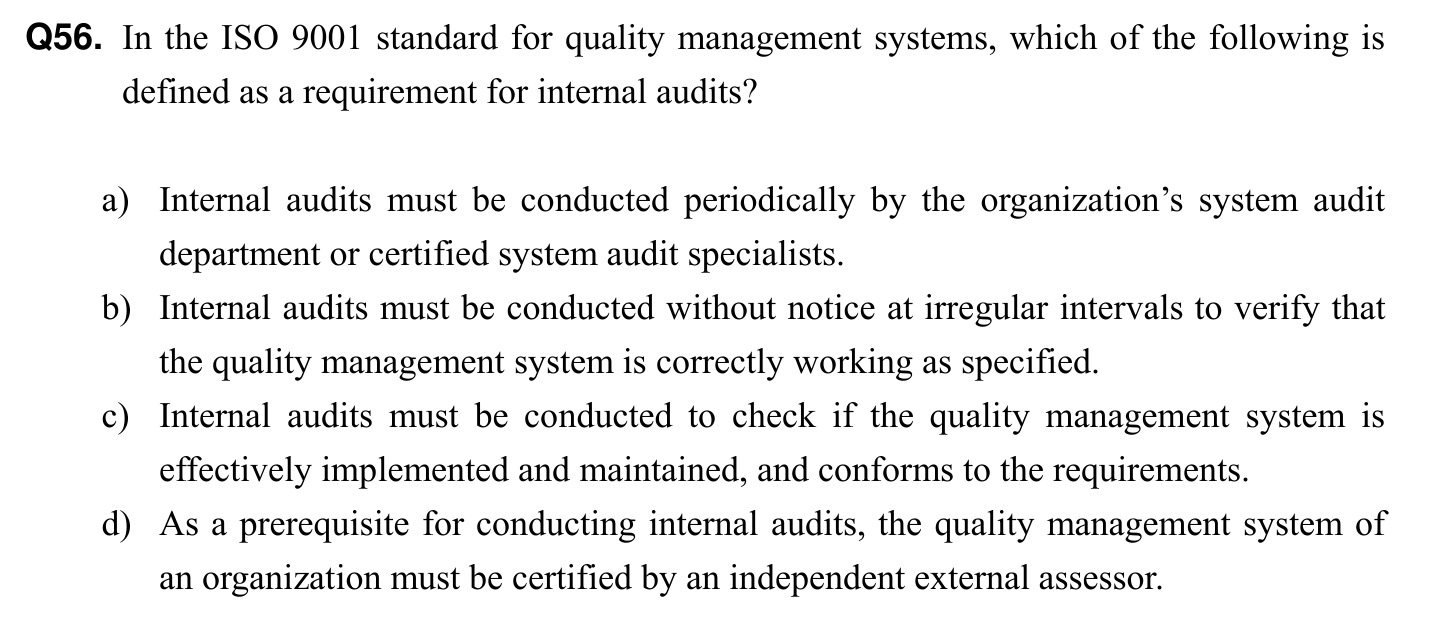 Q56. In the ISO 9001 standard for quality management systems, which of the following is
defined as a requirement for internal audits?
a) Internal audits must be conducted periodically by the organization’s system audit
department or certified system audit specialists.
b) Internal audits must be conducted without notice at irregular intervals to verify that
the quality management system is correctly working as specified.
c) Internal audits must be conducted to check if the quality management system is
effectively implemented and maintained, and conforms to the requirements.
d) As a prerequisite for conducting internal audits, the quality management system of
an organization must be certified by an independent external assessor.